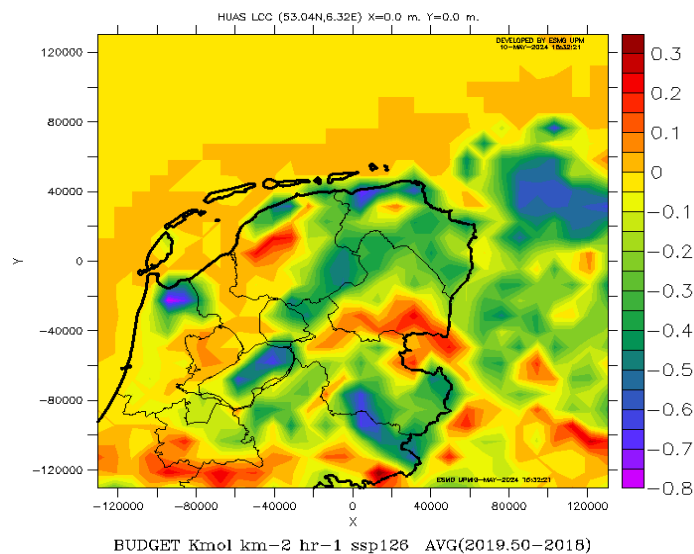 HUAS LCC (53.04N,6.32E) X=0.0 m. Y=0.0 m.
DEVELOPED BY ESMG UPM
10-MAY-2024 16:32:21
120000
80000
40000
0
−40000
−80000
−120000
Y
−120000 −80000 −40000 0 40000 80000 120000
X
0.3
0.2
0.1
0
−0.1
−0.2
−0.3
−0.4
−0.5
−0.6
−0.7
−0.8
BUDGET Kmol km-2 hr-1 ssp126 AVG(2019.50-2018)